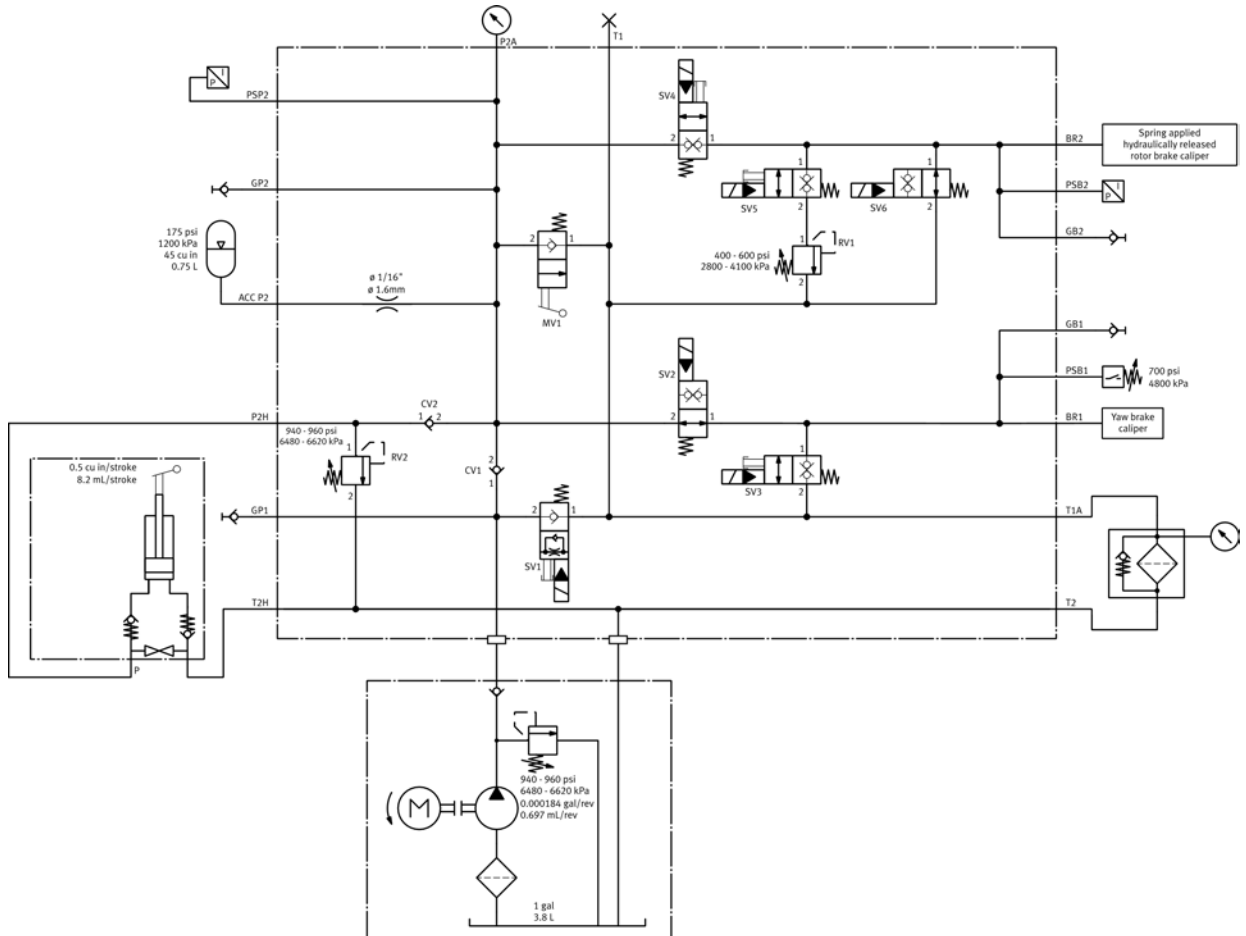 P2A
T1
P
I
PSP2
SV4
2
1
BR2
Spring applied
hydraulically released
rotor brake caliper
GP2
1
2
SV5
1
2
SV6
PSB2
P
I
175 psi
1200 kPa
45 cu in
0.75 L
2
1
MV1
1
RV1
400 - 600 psi
2800 - 4100 kPa
2
GB2
ø 1/16"
ø 1.6mm
ACC P2
GB1
SV2
2
1
PSB1
700 psi
4800 kPa
P2H
CV2
1
2
BR1
Yaw brake
caliper
940 - 960 psi
6480 - 6620 kPa
1
RV2
2
0.5 cu in/stroke
8.2 mL/stroke
2
CV1
1
1
SV3
2
GP1
2
1
T1A
SV1
T2H
T2
P
940 - 960 psi
6480 - 6620 kPa
0.000184 gal/rev
0.697 mL/rev
M
1 gal
3.8 L